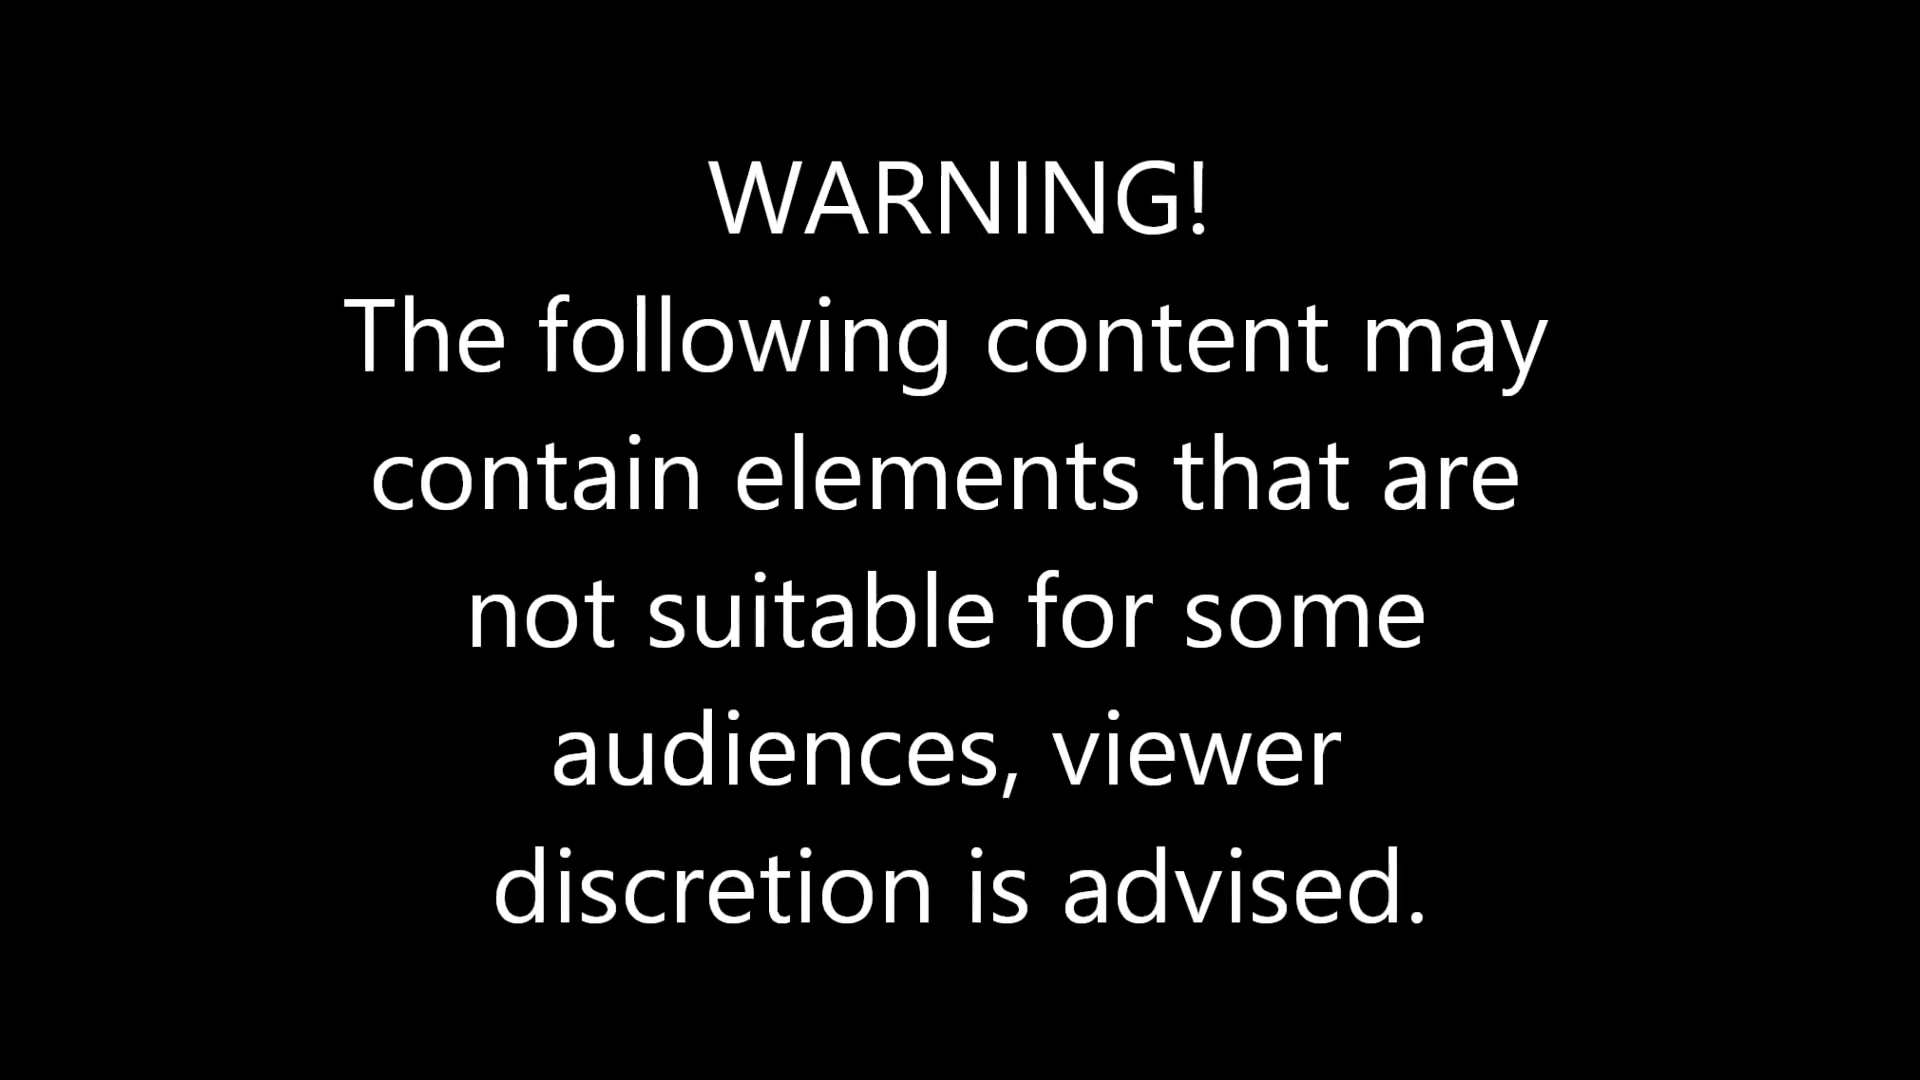 WARNING!
The following content may
contain elements that are
not suitable for some
audiences, viewer
discretion is advised.